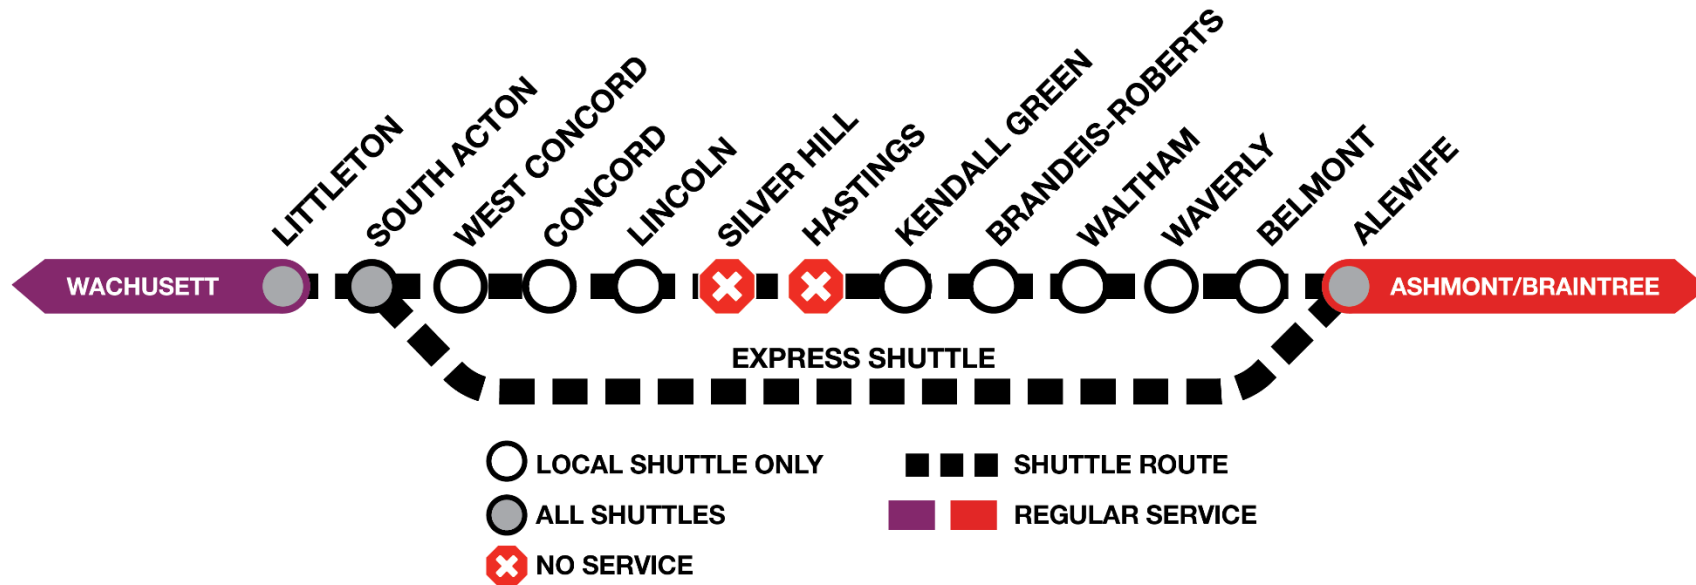 LITTLETON
SOUTH ACTON
WEST CONCORD
CONCORD
LINCOLN
SILVER HILL
HASTINGS
KENDALL GREEN
BRANDEIS-ROBERTS
WALTHAM
WAVERLY
BELMONT
ALEWIFE
WACHUSETT
ASHMONT/BRAINTREE
EXPRESS SHUTTLE
LOCAL SHUTTLE ONLY
SHUTTLE ROUTE
ALL SHUTTLES
REGULAR SERVICE
NO SERVICE